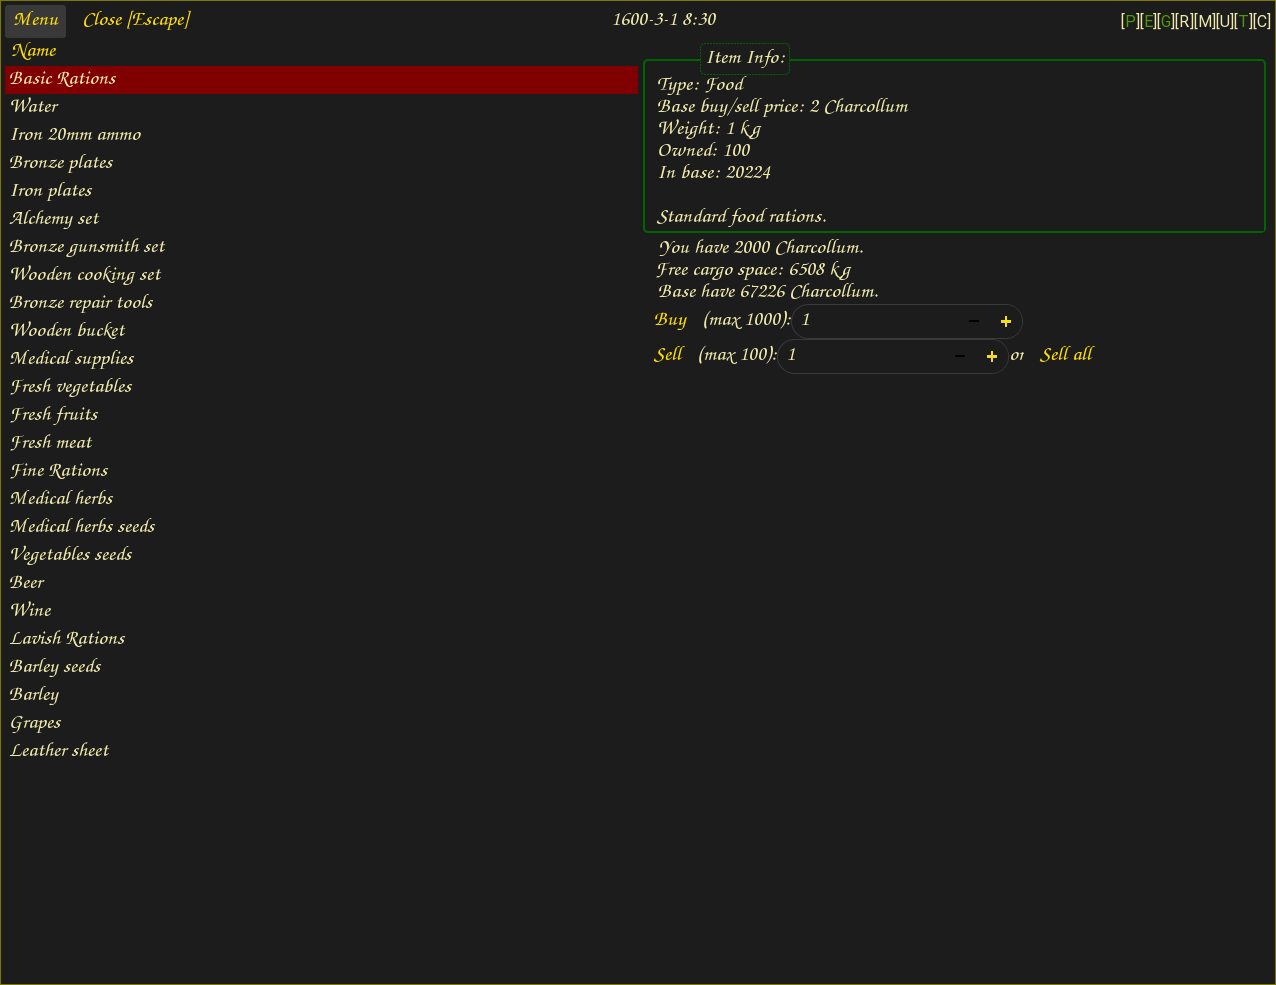 Menu Close [Escape] 1600-3-1 8:30 [P][E][G][R][M][U][T][C]
Name
Basic Rations
Water
Iron 20mm ammo
Bronze plates
Iron plates
Alchemy set
Bronze gunsmith set
Wooden cooking set
Bronze repair tools
Wooden bucket
Medical supplies
Fresh vegetables
Fresh fruits
Fresh meat
Fine Rations
Medical herbs
Medical herbs seeds
Vegetables seeds
Beer
Wine
Lavish Rations
Barley seeds
Barley
Grapes
Leather sheet
Item Info:
Type: Food
Base buy/sell price: 2 Charcollum
Weight: 1 kg
Owned: 100
In base: 20224
Standard food rations.
You have 2000 Charcollum.
Free cargo space: 6508 kg
Base have 67226 Charcollum.
Buy (max 1000): 1 − +
Sell (max 100): 1 − + or Sell all